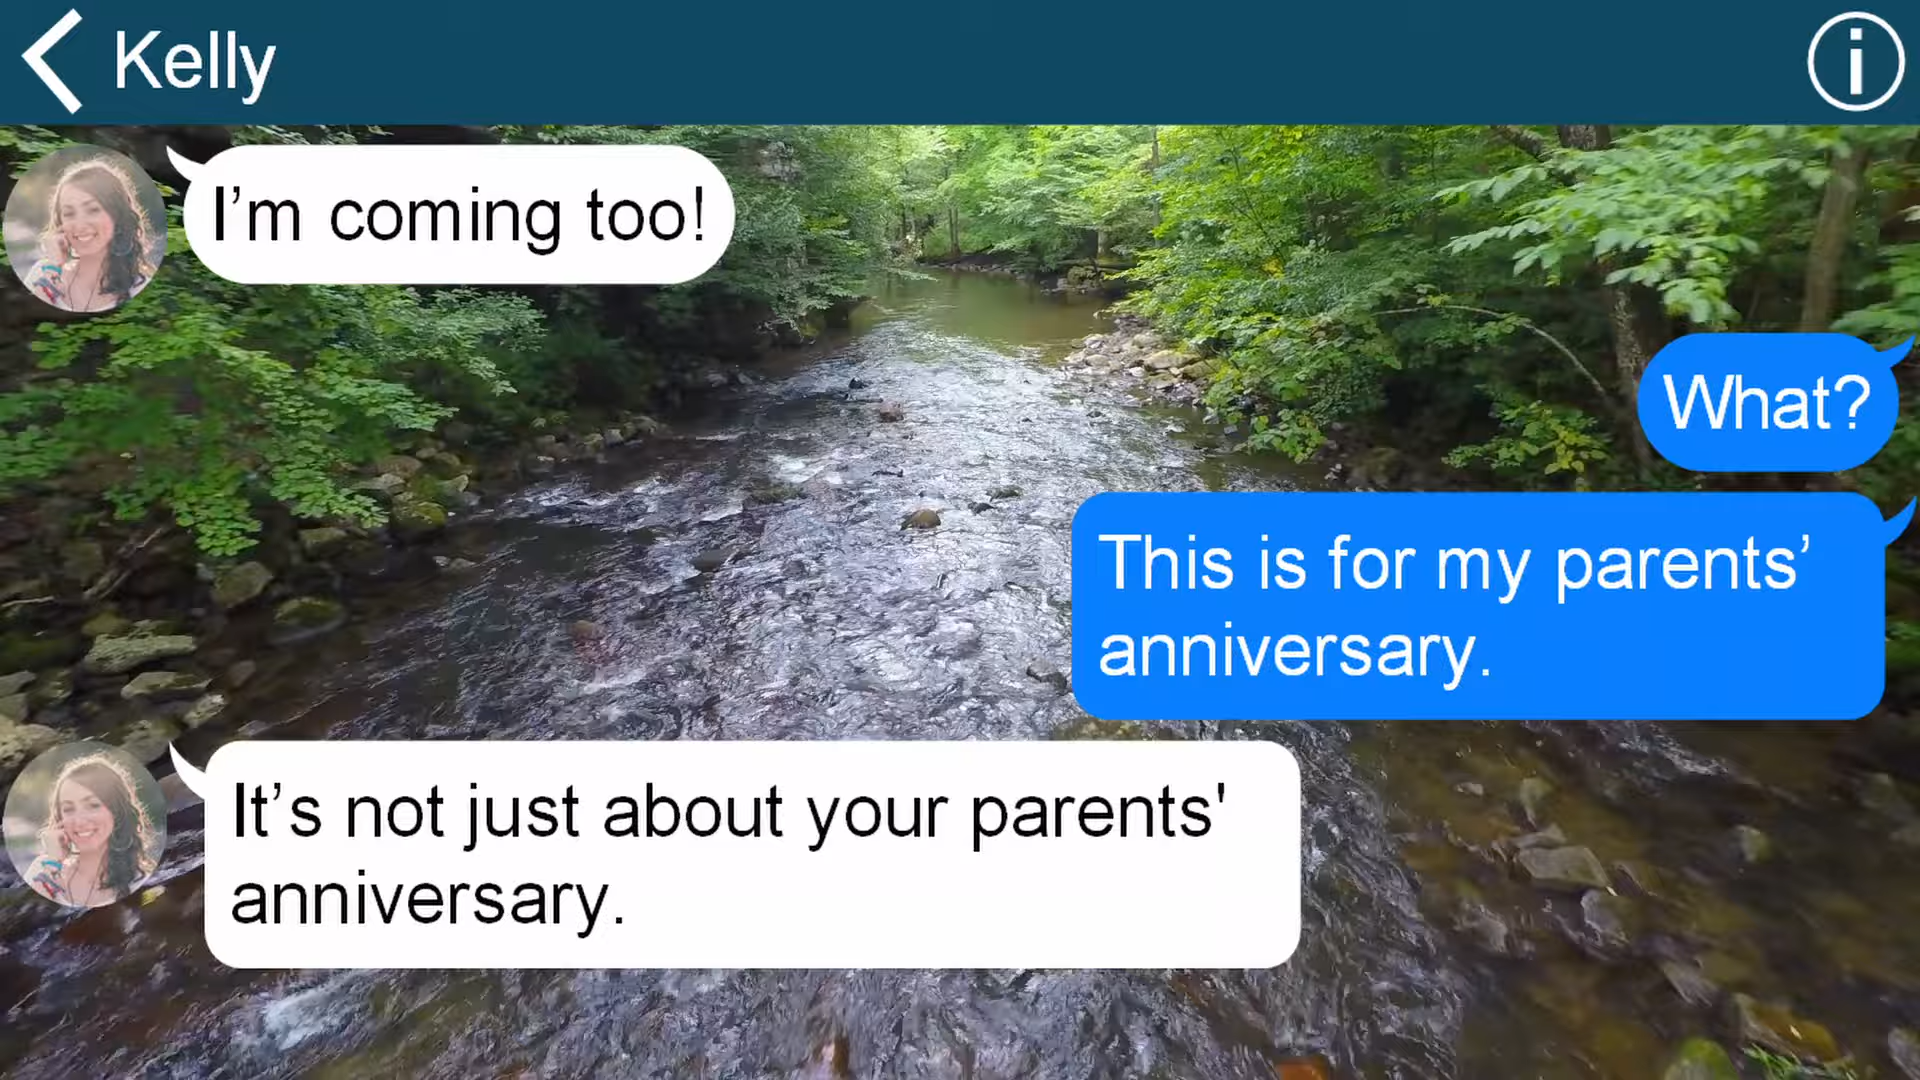 Kelly
I’m coming too!
What?
This is for my parents’
anniversary.
It’s not just about your parents'
anniversary.